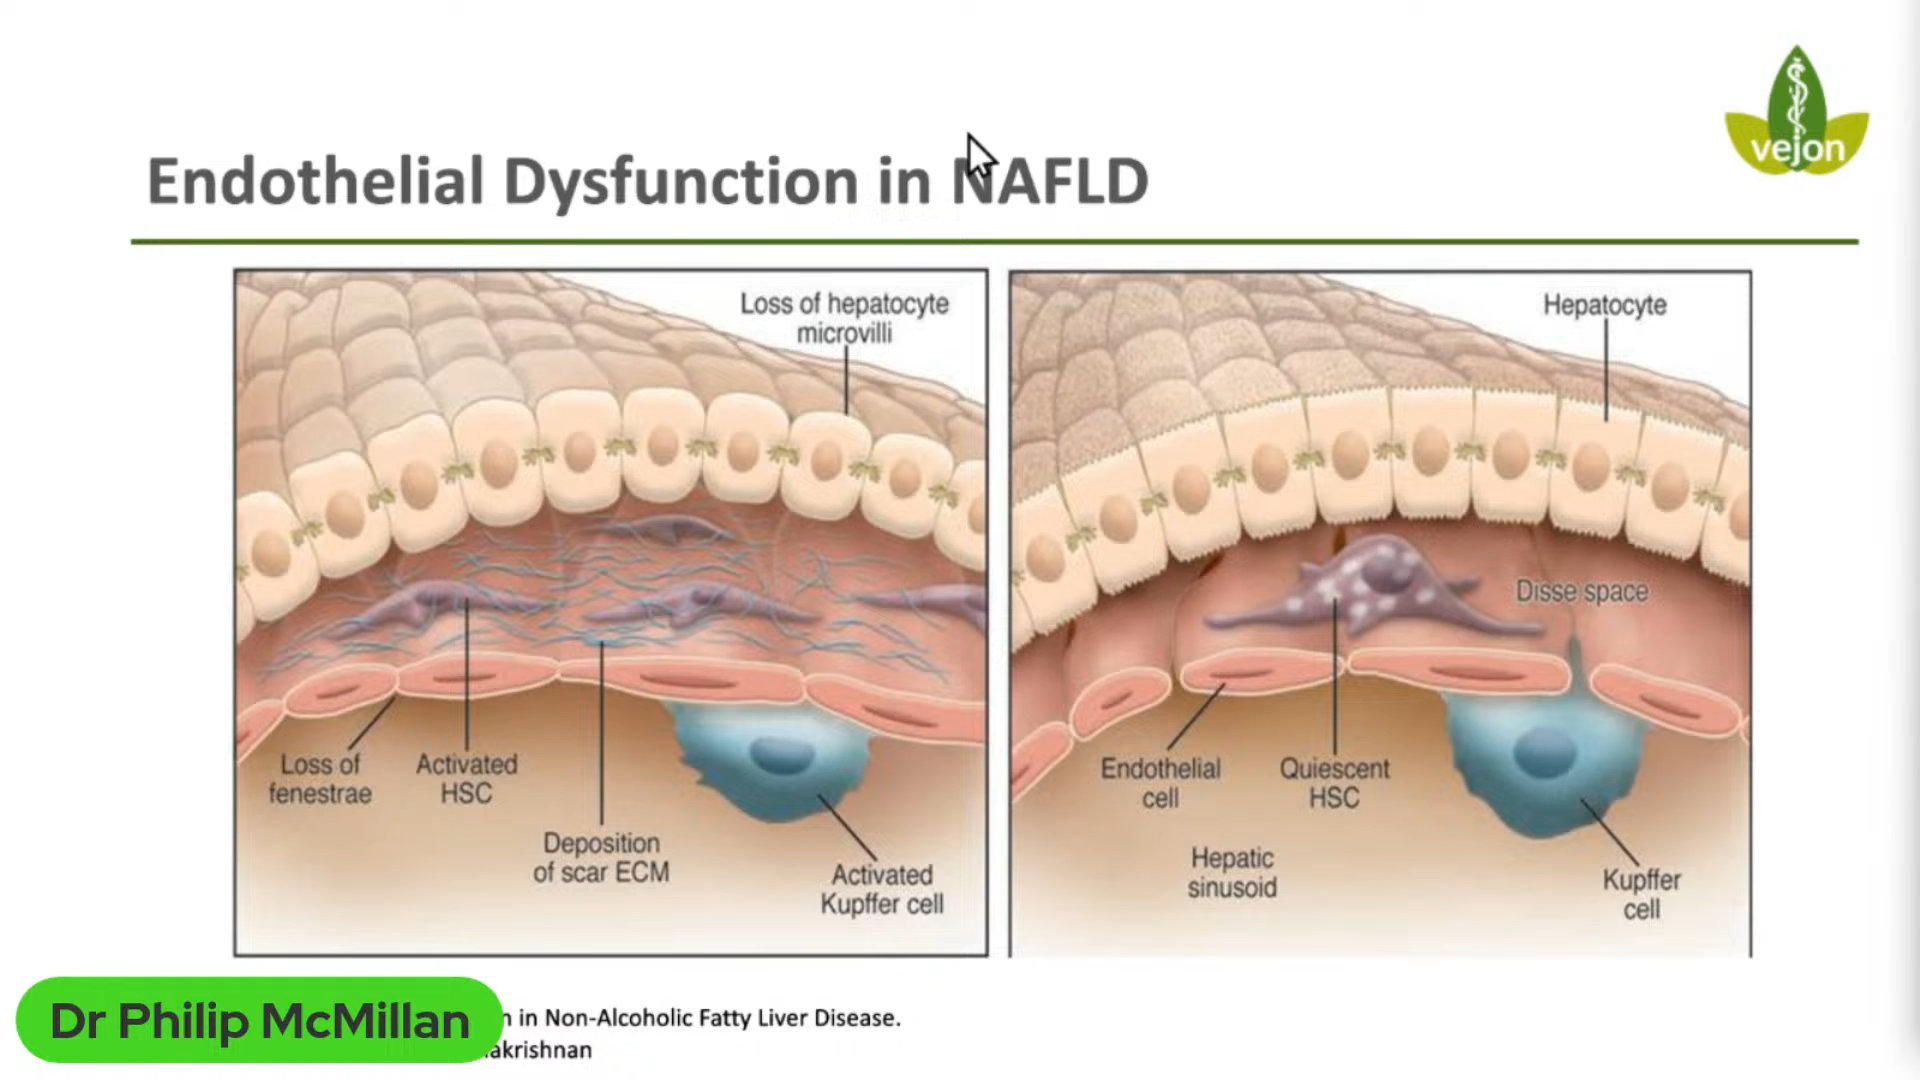 vejon
Endothelial Dysfunction in NAFLD
Loss of hepatocyte
microvilli
Loss of
fenestrae
Activated
HSC
Deposition
of scar ECM
Activated
Kupffer cell
Hepatocyte
Disse space
Endothelial
cell
Quiescent
HSC
Hepatic
sinusoid
Kupffer
cell
Dr Philip McMillan
in Non-Alcoholic Fatty Liver Disease.